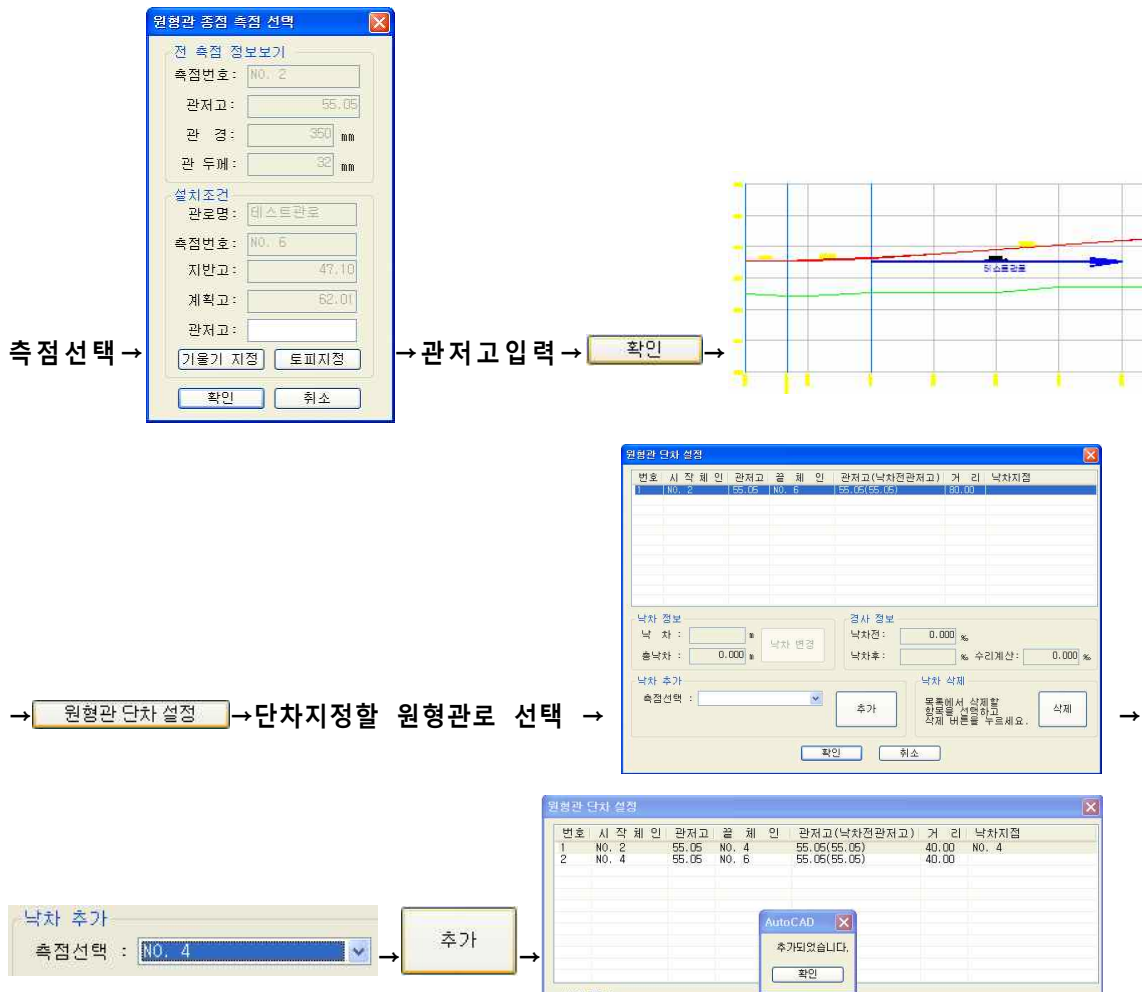 원형관 종점 측점 선택
전 측점 정보보기
측점번호: NO. 2
관저고: 55.05
관 경: 350 mm
관 두께: 32 mm
설치조건
관로명: 테스트관로
측점번호: NO. 6
지반고: 47.10
계획고: 62.01
관저고:
기울기 지정 토피지정
확인 취소
측점선택→ →관저고입력→ 확인 →
테스트관로
원형관 단차 설정
번호 시 작 체 인 관저고 끝 체 인 관저고(낙차전관저고) 거 리 낙차지점
1 NO. 2 55.05 NO. 6 55.05(55.05) 80.00
낙차 정보
낙 차 : m 낙차 변경
총낙차 : 0.000 m
경사 정보
낙차전: 0.000 ‰
낙차후: ‰ 수리계산: 0.000 ‰
낙차 추가
측점선택 : 추가
낙차 삭제
목록에서 삭제할
항목을 선택하고
삭제 버튼을 누르세요. 삭제
확인 취소
→ 원형관 단차 설정 →단차지정할 원형관로 선택 → →
원형관 단차 설정
번호 시 작 체 인 관저고 끝 체 인 관저고(낙차전관저고) 거 리 낙차지점
1 NO. 2 55.05 NO. 4 55.05(55.05) 40.00 NO. 4
2 NO. 4 55.05 NO. 6 55.05(55.05) 40.00
AutoCAD
추가되었습니다.
확인
낙차 추가
측점선택 : NO. 4 → 추가 →